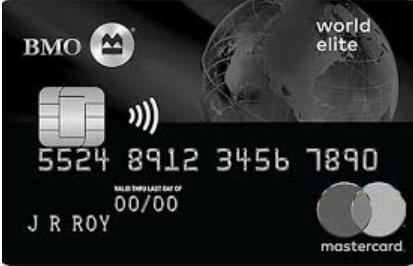 BMO
world
elite
5524 8912 3456 7890
VALID THRU LAST DAY OF
00/00
J R ROY
mastercard.